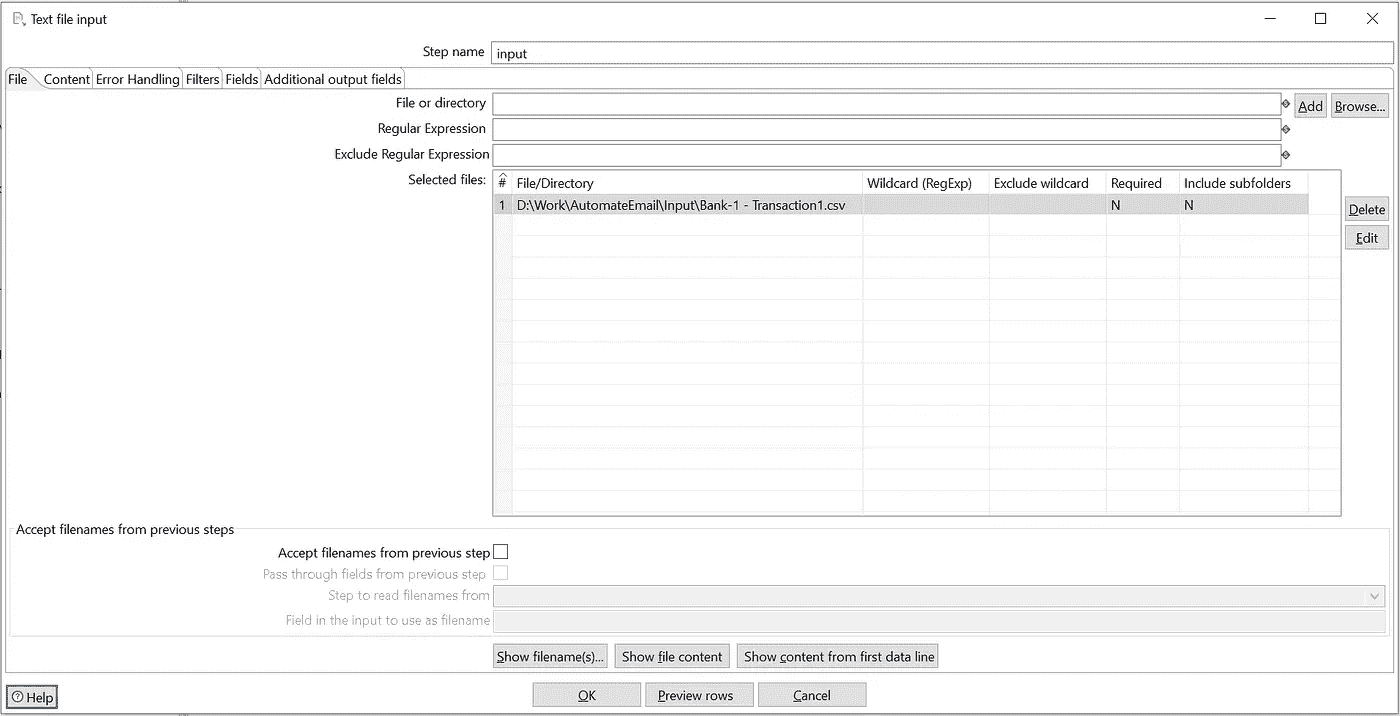 Text file input
Step name input
File Content Error Handling Filters Fields Additional output fields
File or directory Add Browse...
Regular Expression
Exclude Regular Expression
Selected files: # File/Directory Wildcard (RegExp) Exclude wildcard Required Include subfolders
1 D:\Work\AutomateEmail\Input\Bank-1 - Transaction1.csv N N
Delete
Edit
Accept filenames from previous steps
Accept filenames from previous step
Pass through fields from previous step
Step to read filenames from
Field in the input to use as filename
Show filename(s)... Show file content Show content from first data line
Help OK Preview rows Cancel